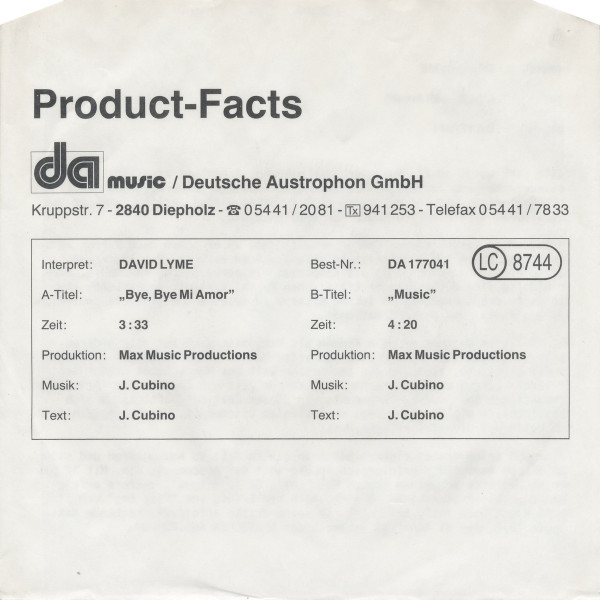 Product-Facts
da music / Deutsche Austrophon GmbH
Kruppstr. 7 - 2840 Diepholz - ☎ 05441/2081 - Tx 941253 - Telefax 05441/7833
Interpret: DAVID LYME Best-Nr.: DA 177041 LC 8744
A-Titel: „Bye, Bye Mi Amor” B-Titel: „Music”
Zeit: 3:33 Zeit: 4:20
Produktion: Max Music Productions Produktion: Max Music Productions
Musik: J. Cubino Musik: J. Cubino
Text: J. Cubino Text: J. Cubino